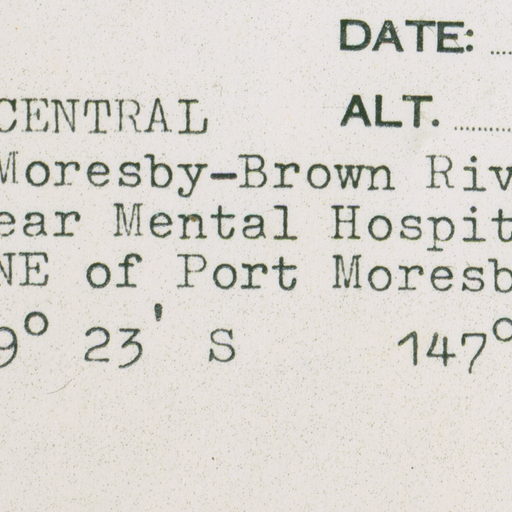 DATE:
ALT.
CENTRAL
Moresby-Brown Riv
ear Mental Hospit
NE of Port Moresb
9° 23' S 147°